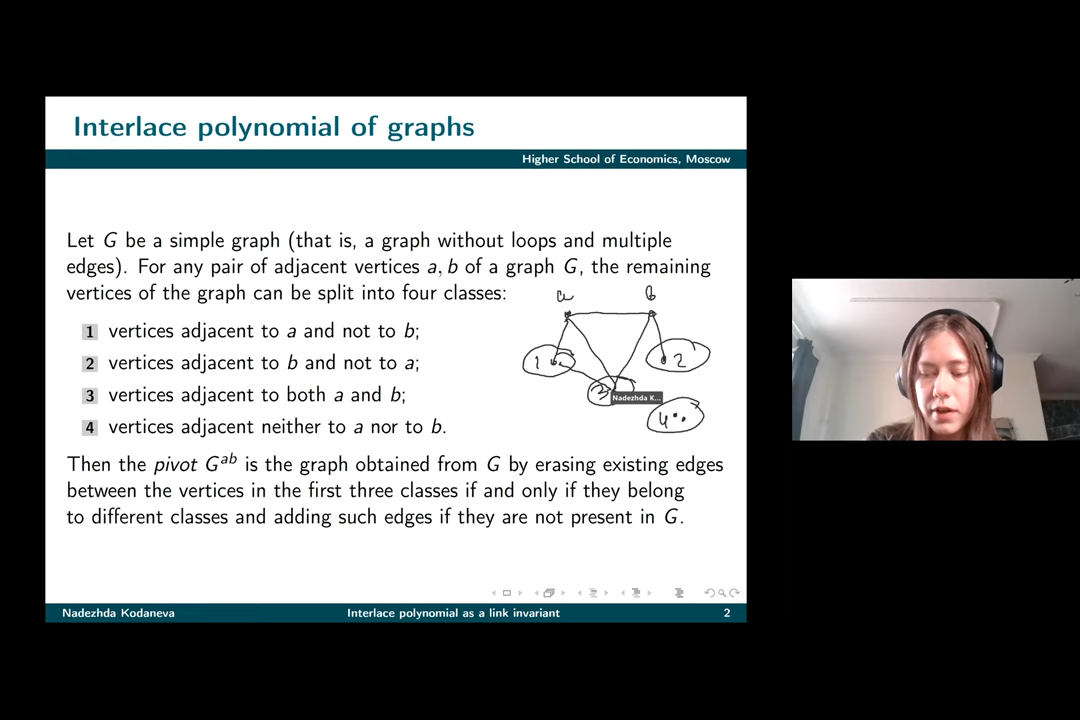 Interlace polynomial of graphs
Higher School of Economics, Moscow
Let G be a simple graph (that is, a graph without loops and multiple
edges). For any pair of adjacent vertices a, b of a graph G, the remaining
vertices of the graph can be split into four classes:
a b
1 vertices adjacent to a and not to b;
2 vertices adjacent to b and not to a;
1 2
3 vertices adjacent to both a and b;
3 Nadezhda K...
4
4 vertices adjacent neither to a nor to b.
Then the pivot Gᵃᵇ is the graph obtained from G by erasing existing edges
between the vertices in the first three classes if and only if they belong
to different classes and adding such edges if they are not present in G.
Nadezhda Kodaneva Interlace polynomial as a link invariant 2